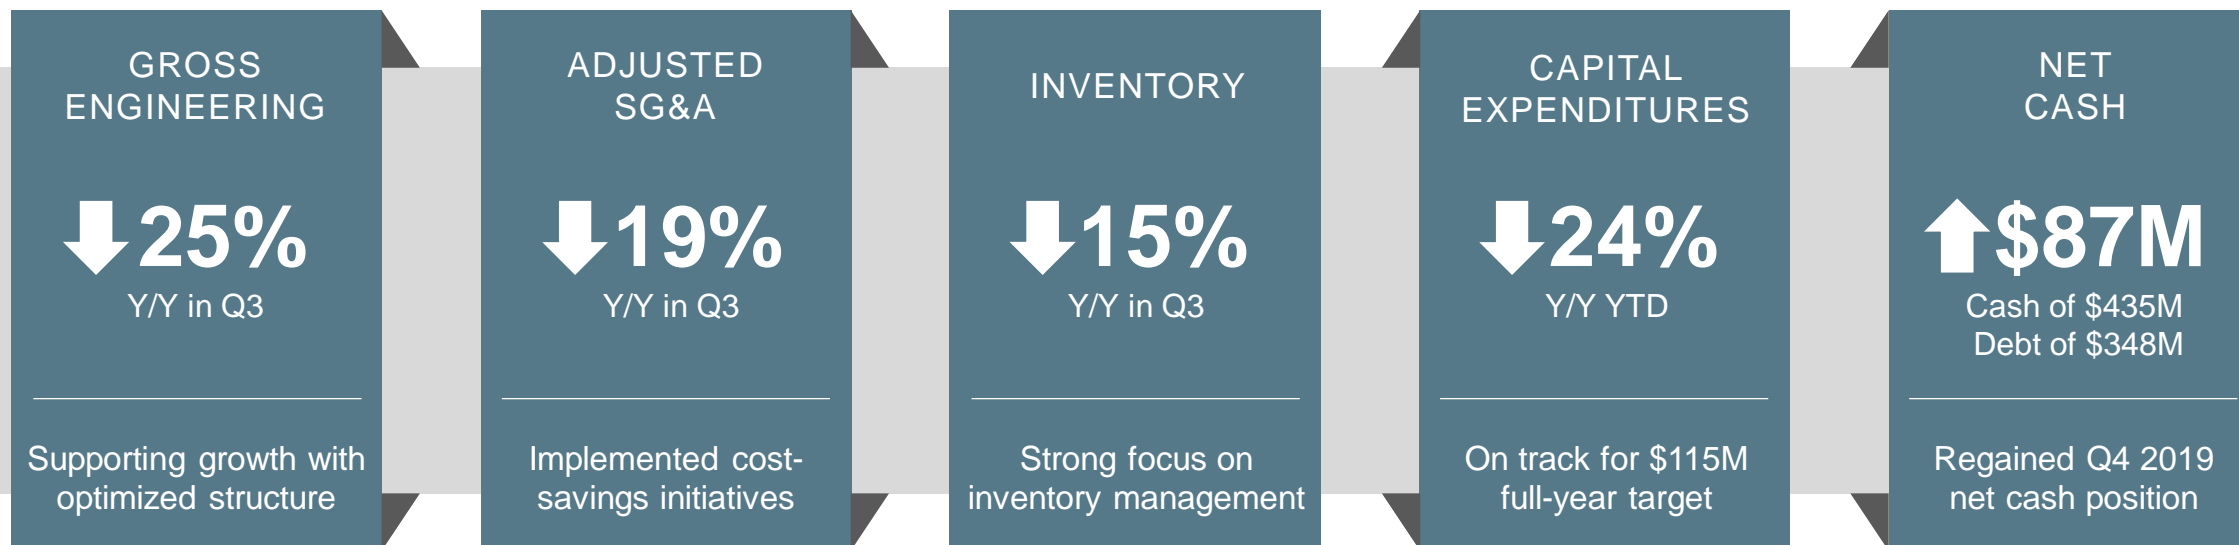 GROSS
ENGINEERING
25%
Y/Y in Q3
Supporting growth with
optimized structure
ADJUSTED
SG&A
19%
Y/Y in Q3
Implemented cost-
savings initiatives
INVENTORY
15%
Y/Y in Q3
Strong focus on
inventory management
CAPITAL
EXPENDITURES
24%
Y/Y YTD
On track for $115M
full-year target
NET
CASH
$87M
Cash of $435M
Debt of $348M
Regained Q4 2019
net cash position